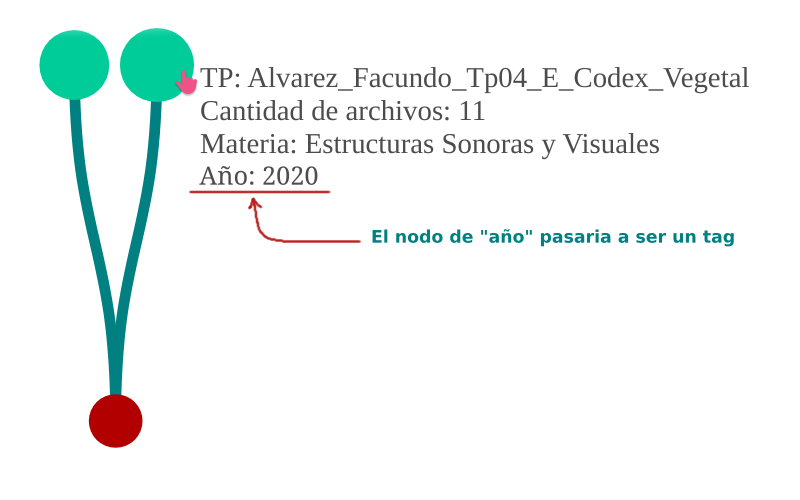 TP: Alvarez_Facundo_Tp04_E_Codex_Vegetal
Cantidad de archivos: 11
Materia: Estructuras Sonoras y Visuales
Año: 2020
El nodo de "año" pasaria a ser un tag